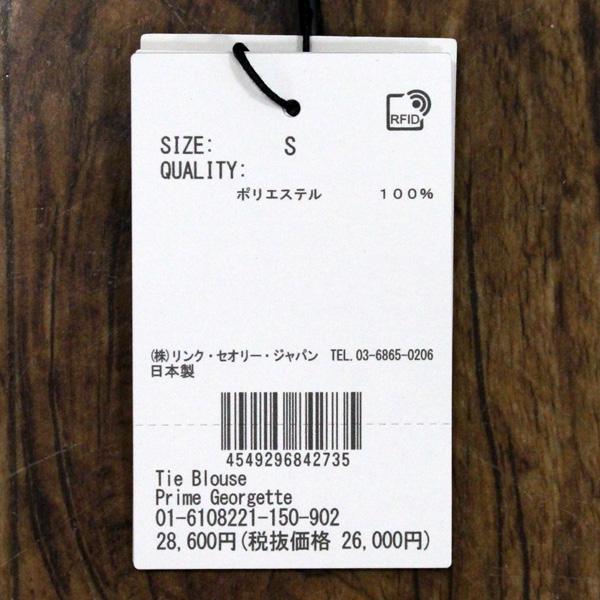 RFID
SIZE: S
QUALITY:
ポリエステル 100%
(株)リンク・セオリー・ジャパン TEL.03-6865-0206
日本製
4549296842735
Tie Blouse
Prime Georgette
01-6108221-150-902
28,600円(税抜価格 26,000円)